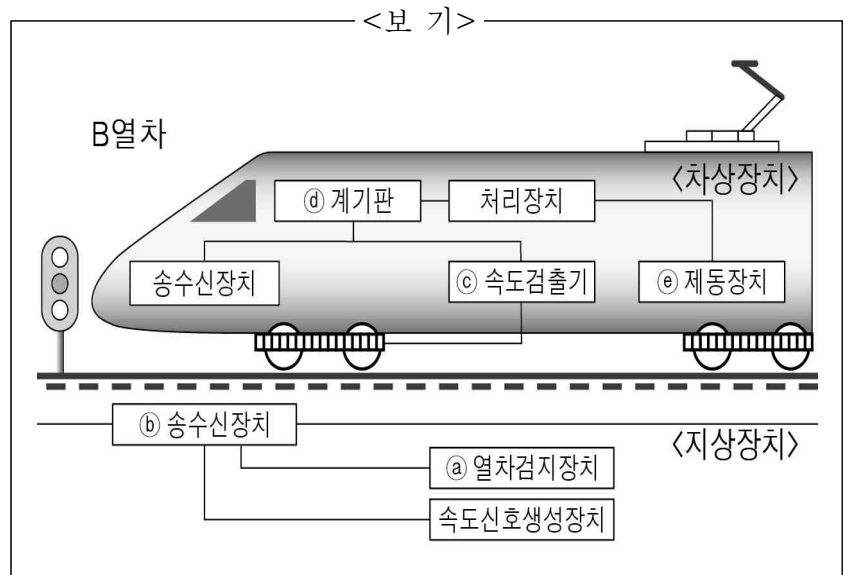 <보 기>
B열차
<차상장치>
ⓓ 계기판
처리장치
송수신장치
ⓒ 속도검출기
ⓔ 제동장치
ⓑ 송수신장치
<지상장치>
ⓐ 열차검지장치
속도신호생성장치